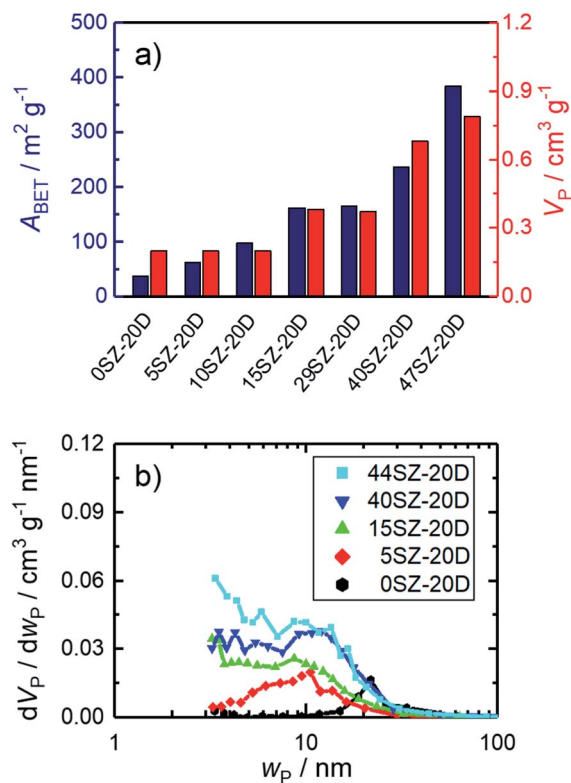 a)
500
400
300
200
100
0
A_BET / m² g⁻¹
1.2
0.9
0.6
0.3
0.0
V_P / cm³ g⁻¹
0SZ-20D
5SZ-20D
10SZ-20D
15SZ-20D
29SZ-20D
40SZ-20D
47SZ-20D
b)
0.12
0.09
0.06
0.03
0.00
dV_P / dw_P / cm³ g⁻¹ nm⁻¹
44SZ-20D
40SZ-20D
15SZ-20D
5SZ-20D
0SZ-20D
1
10
100
w_P / nm